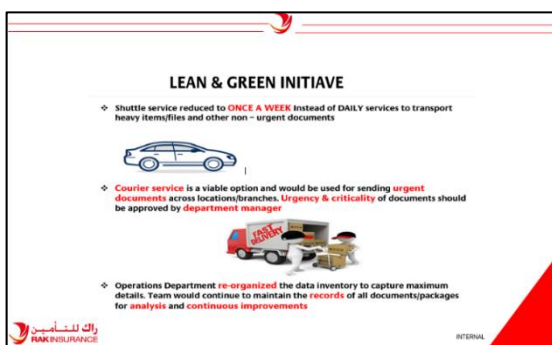 LEAN & GREEN INITIAVE
❖ Shuttle service reduced to ONCE A WEEK Instead of DAILY services to transport
heavy items/files and other non – urgent documents
❖ Courier service is a viable option and would be used for sending urgent
documents across locations/branches. Urgency & criticality of documents should
be approved by department manager
FAST
DELIVERY
❖ Operations Department re-organized the data inventory to capture maximum
details. Team would continue to maintain the records of all documents/packages
for analysis and continuous improvements
راك للتأمين
RAK INSURANCE
INTERNAL